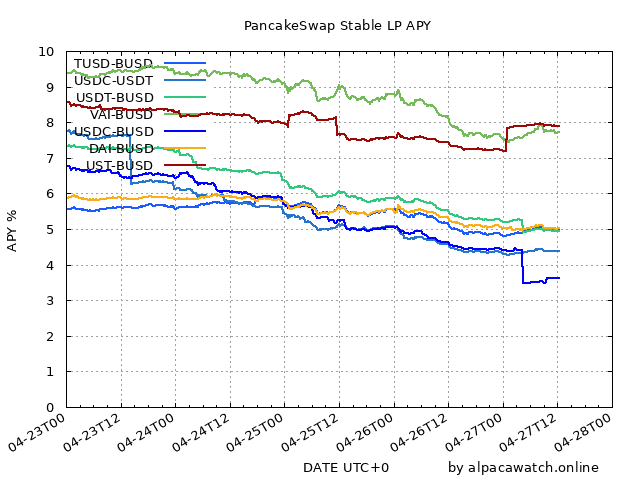 PancakeSwap Stable LP APY
10
9
8
7
6
5
4
3
2
1
0
APY %
TUSD-BUSD
USDC-USDT
USDT-BUSD
VAI-BUSD
USDC-BUSD
DAI-BUSD
UST-BUSD
04-23T00
04-23T12
04-24T00
04-24T12
04-25T00
04-25T12
04-26T00
04-26T12
04-27T00
04-27T12
04-28T00
DATE UTC+0
by alpacawatch.online